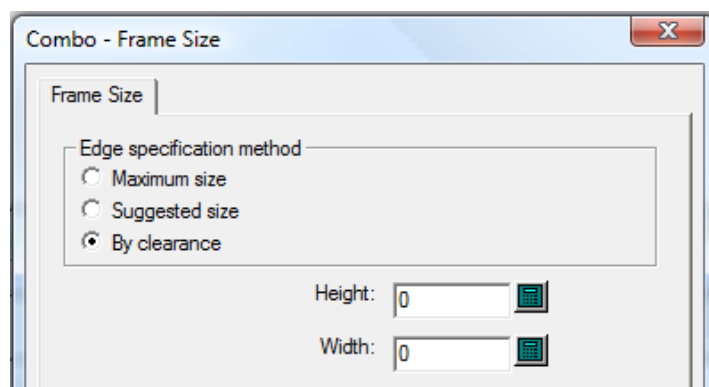 Combo - Frame Size
Frame Size
Edge specification method
Maximum size
Suggested size
By clearance
Height: 0
Width: 0